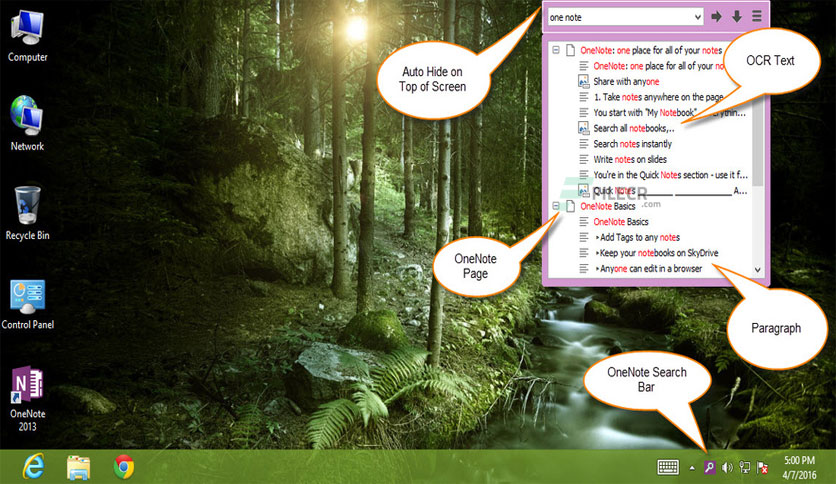 Computer
Network
Recycle Bin
Control Panel
OneNote
2013
Auto Hide on
Top of Screen
one note
OneNote: one place for all of your notes
OneNote: one place for all of your no
Share with anyone
1. Take notes anywhere on the page
You start with "My Notebook" - everythin...
Search all notebooks,..
Search notes instantly
Write notes on slides
You're in the Quick Notes section - use it f...
Quick Notes A...
FILECR
.com
OneNote Basics
OneNote Basics
Add Tags to any notes
Keep your notebooks on SkyDrive
Anyone can edit in a browser
OCR Text
OneNote
Page
Paragraph
OneNote Search
Bar
5:00 PM
4/7/2016